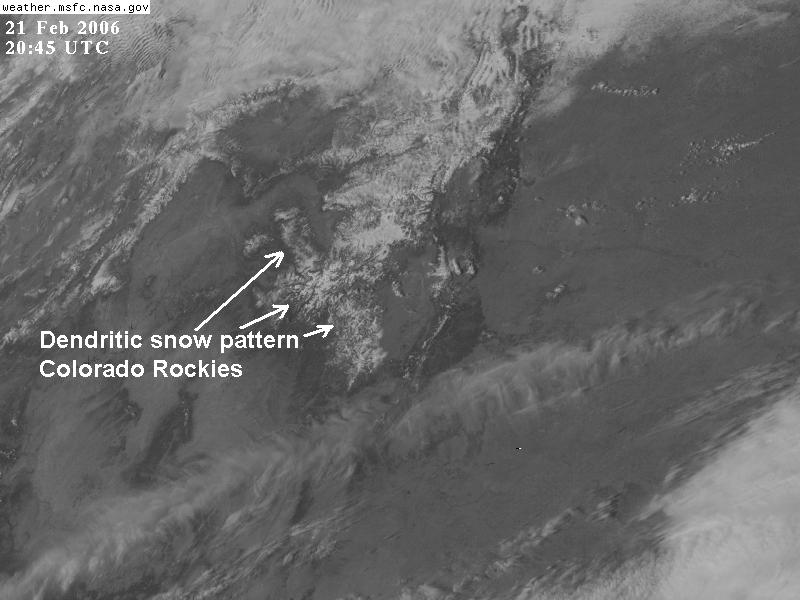 weather.msfc.nasa.gov
21 Feb 2006
20:45 UTC
Dendritic snow pattern
Colorado Rockies